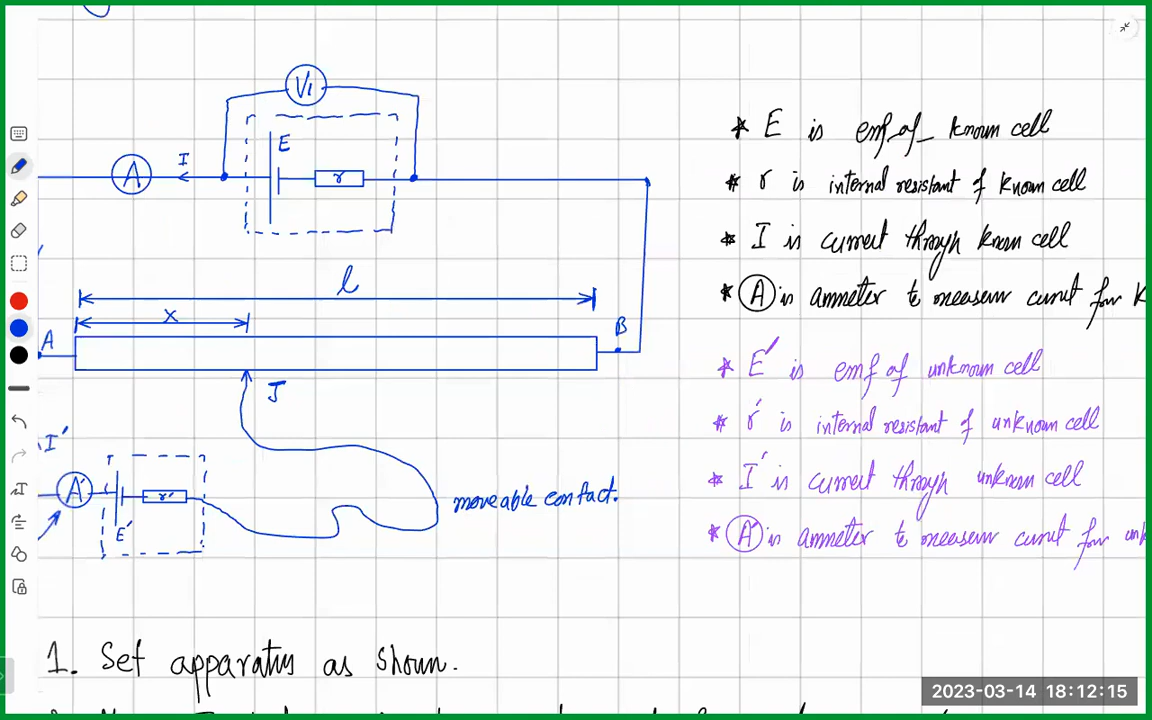 V1
E
I
A
r
l
x
A
B
J
I'
A'
r'
E'
moveable contact.
* E is emf of known cell
* r is internal resistant of known cell
* I is current through known cell
* A is ammeter to measure current for k
* E' is emf of unknown cell
* r' is internal resistant of unknown cell
* I' is current through unknown cell
* A' is ammeter to measure current for unk
1. Set apparatus as shown.
2023-03-14 18:12:15